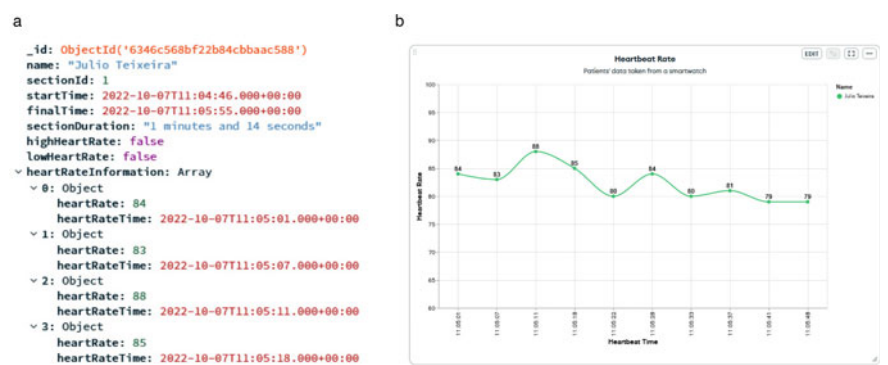 a
_id: ObjectId('6346c568bf22b84cbbaac588')
name: "Julio Teixeira"
sectionId: 1
startTime: 2022-10-07T11:04:46.000+00:00
finalTime: 2022-10-07T11:05:55.000+00:00
sectionDuration: "1 minutes and 14 seconds"
highHeartRate: false
lowHeartRate: false
heartRateInformation: Array
0: Object
heartRate: 84
heartRateTime: 2022-10-07T11:05:01.000+00:00
1: Object
heartRate: 83
heartRateTime: 2022-10-07T11:05:07.000+00:00
2: Object
heartRate: 88
heartRateTime: 2022-10-07T11:05:11.000+00:00
3: Object
heartRate: 85
heartRateTime: 2022-10-07T11:05:18.000+00:00
b
EDIT
Heartbeat Rate
Patients' data taken from a smartwatch
Name
Julio Teixeira
Heartbeat Rate
100
95
90
85
80
75
70
65
60
84
83
88
85
80
84
80
81
79
79
11:05:01
11:05:07
11:05:11
11:05:18
11:05:22
11:05:28
11:05:33
11:05:37
11:05:41
11:05:48
Heartbeat Time